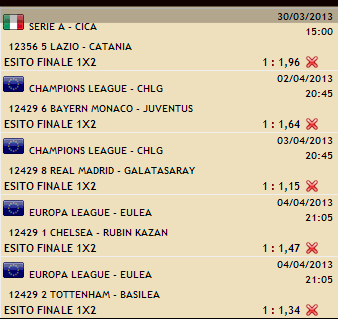 30/03/2013
SERIE A - CICA 15:00
12356 5 LAZIO - CATANIA
ESITO FINALE 1X2 1 : 1,96
02/04/2013
CHAMPIONS LEAGUE - CHLG 20:45
12429 6 BAYERN MONACO - JUVENTUS
ESITO FINALE 1X2 1 : 1,64
03/04/2013
CHAMPIONS LEAGUE - CHLG 20:45
12429 8 REAL MADRID - GALATASARAY
ESITO FINALE 1X2 1 : 1,15
04/04/2013
EUROPA LEAGUE - EULEA 21:05
12429 1 CHELSEA - RUBIN KAZAN
ESITO FINALE 1X2 1 : 1,47
04/04/2013
EUROPA LEAGUE - EULEA 21:05
12429 2 TOTTENHAM - BASILEA
ESITO FINALE 1X2 1 : 1,34